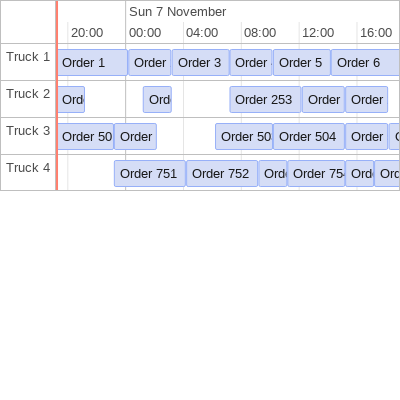 Sun 7 November
20:00 00:00 04:00 08:00 12:00 16:00
Truck 1 Order 1 Order Order 3 Order Order 5 Order 6
Truck 2 Ord Ord Order 253 Order Order
Truck 3 Order 50 Order Order 50 Order 504 Order
Truck 4 Order 751 Order 752 Ord Order 754 Ord Ord